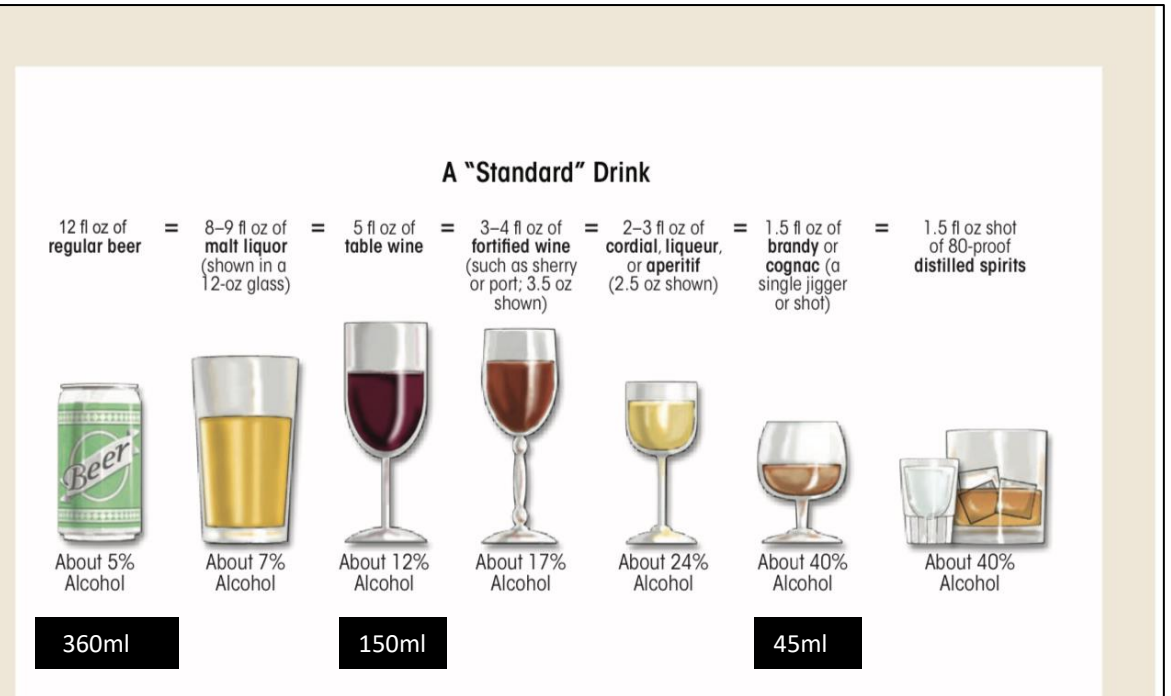 A “Standard” Drink
12 fl oz of
regular beer
=
8–9 fl oz of
malt liquor
(shown in a
12-oz glass)
=
5 fl oz of
table wine
=
3–4 fl oz of
fortified wine
(such as sherry
or port; 3.5 oz
shown)
=
2–3 fl oz of
cordial, liqueur,
or aperitif
(2.5 oz shown)
=
1.5 fl oz of
brandy or
cognac (a
single jigger
or shot)
=
1.5 fl oz shot
of 80-proof
distilled spirits
Beer
About 5%
Alcohol
About 7%
Alcohol
About 12%
Alcohol
About 17%
Alcohol
About 24%
Alcohol
About 40%
Alcohol
About 40%
Alcohol
360ml
150ml
45ml